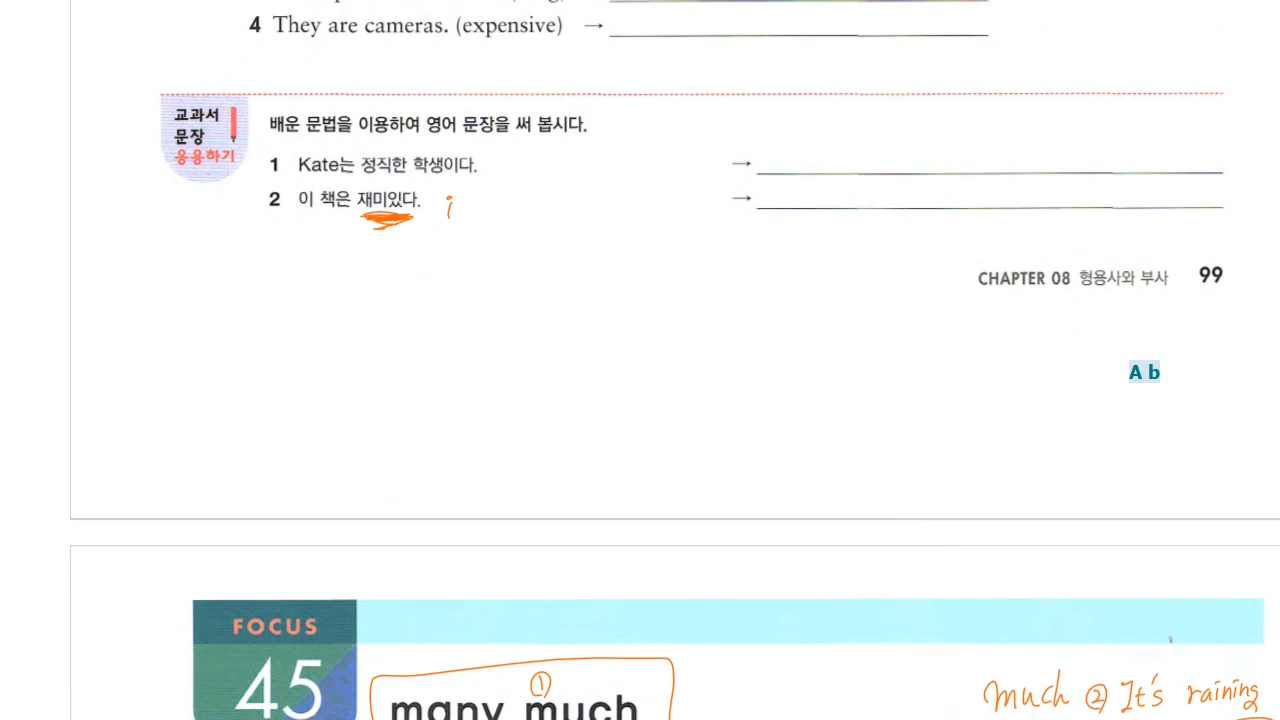 4 They are cameras. (expensive) →
교과서
문장
응용하기
배운 문법을 이용하여 영어 문장을 써 봅시다.
1 Kate는 정직한 학생이다. →
2 이 책은 재미있다. i →
CHAPTER 08 형용사와 부사 99
A b
FOCUS
45
①
many much
much ② It's raining